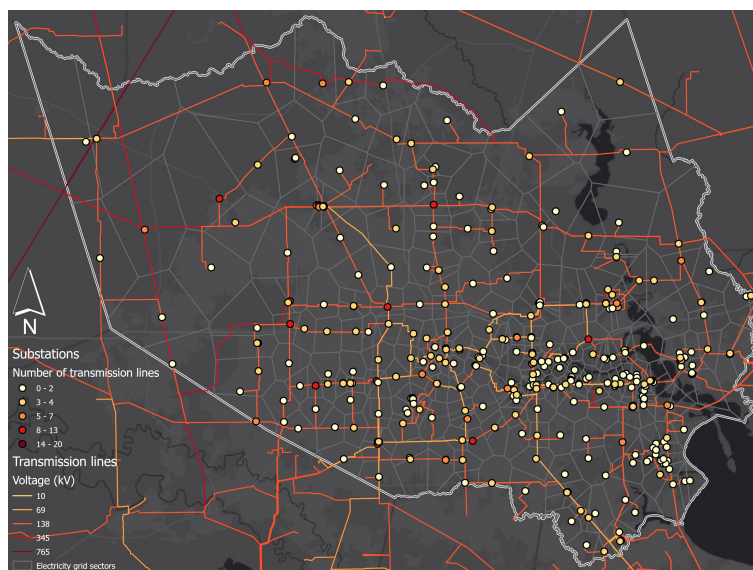 N
Substations
Number of transmission lines
0 - 2
3 - 4
5 - 7
8 - 13
14 - 20
Transmission lines
Voltage (kV)
10
69
138
345
765
Electricity grid sectors